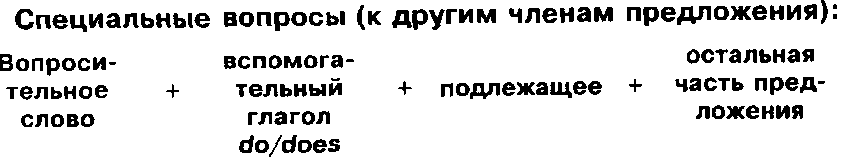 Специальные вопросы (к другим членам предложения):
Вопроси- вспомога- остальная
тельное + тельный + подлежащее + часть пред-
слово глагол ложения
do/does